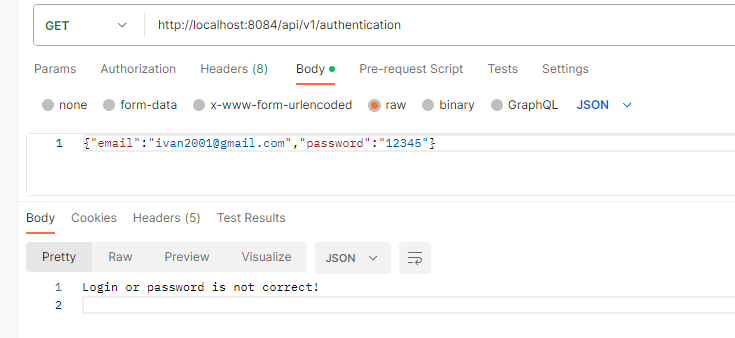 GET http://localhost:8084/api/v1/authentication
Params Authorization Headers (8) Body Pre-request Script Tests Settings
none form-data x-www-form-urlencoded raw binary GraphQL JSON
1 {"email":"ivan2001@gmail.com","password":"12345"}
Body Cookies Headers (5) Test Results
Pretty Raw Preview Visualize JSON
1 Login or password is not correct!
2